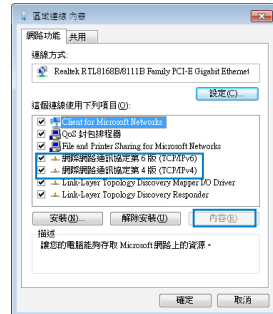 區域連線 內容
網路功能 共用
連線方式:
Realtek RTL8168B/8111B Family PCI-E Gigabit Ethernet
設定(C)...
這個連線使用下列項目(O):
Client for Microsoft Networks
QoS 封包排程器
File and Printer Sharing for Microsoft Networks
網際網路通訊協定第 6 版 (TCP/IPv6)
網際網路通訊協定第 4 版 (TCP/IPv4)
Link-Layer Topology Discovery Mapper I/O Driver
Link-Layer Topology Discovery Responder
安裝(N)... 解除安裝(U) 內容(R)
描述
讓您的電腦能夠存取 Microsoft 網路上的資源。
確定 取消